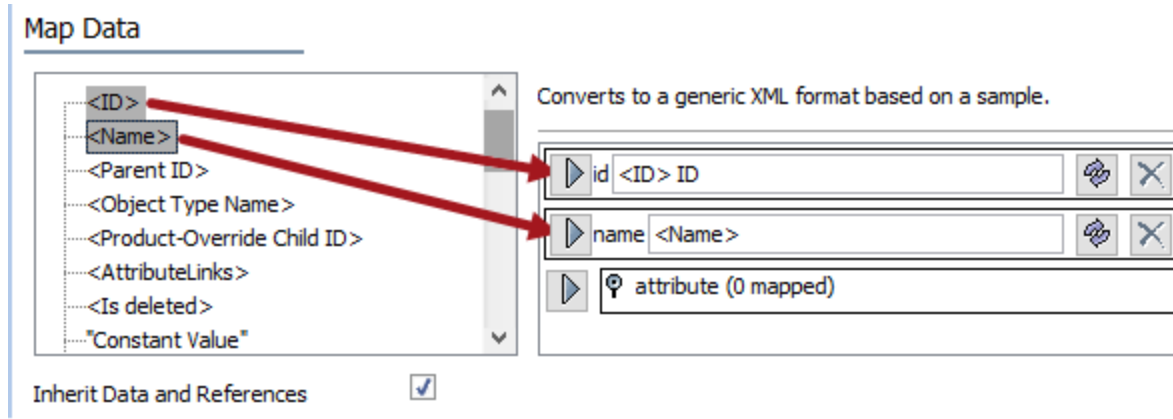 Map Data
<ID>
<Name>
<Parent ID>
<Object Type Name>
<Product-Override Child ID>
<AttributeLinks>
<Is deleted>
"Constant Value"
Converts to a generic XML format based on a sample.
id <ID> ID
name <Name>
attribute (0 mapped)
Inherit Data and References